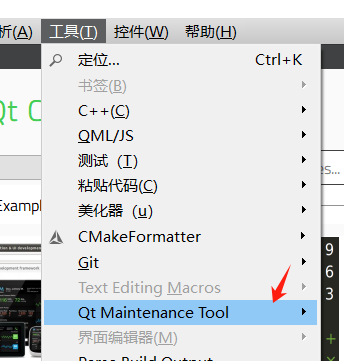 析(A) 工具(T) 控件(W) 帮助(H)
定位... Ctrl+K
书签(B)
C++(C)
QML/JS
测试（T）
粘贴代码(C)
美化器（u）
CMakeFormatter
Git
Text Editing Macros
Qt Maintenance Tool
界面编辑器(M)
Qt C
Exampl
es...
9
6
3
+